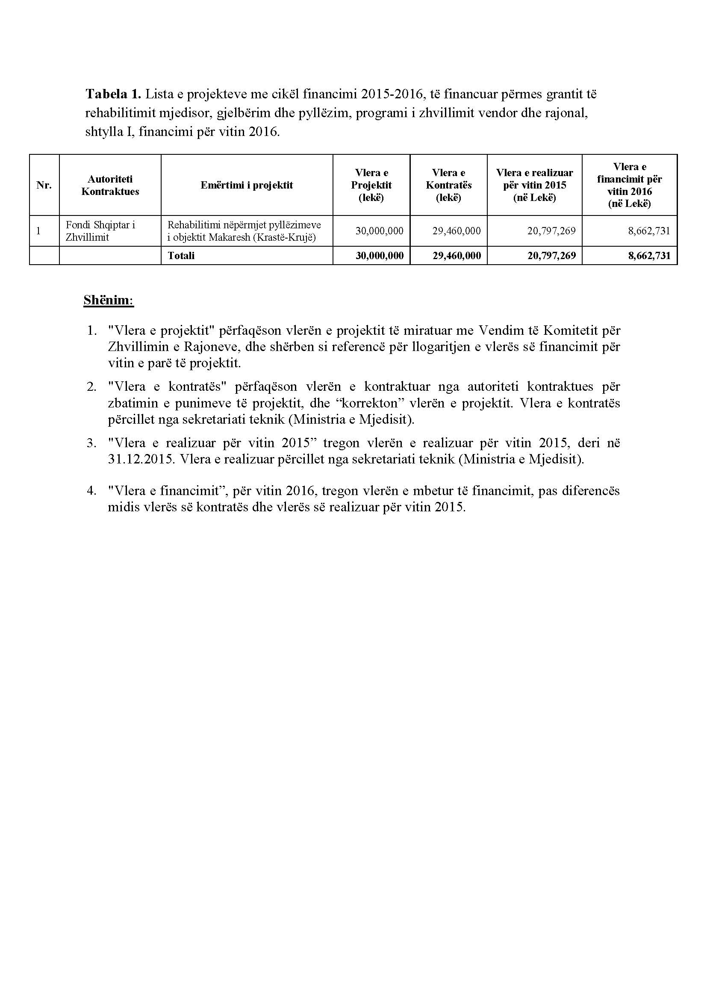 Tabela 1. Lista e projekteve me cikël financimi 2015-2016, të financuar përmes grantit të
rehabilitimit mjedisor, gjelbërim dhe pyllëzim, programi i zhvillimit vendor dhe rajonal,
shtylla I, financimi për vitin 2016.
Nr.
Autoriteti
Kontraktues
Emërtimi i projektit
Vlera e
Projektit
(lekë)
Vlera e
Kontratës
(lekë)
Vlera e realizuar
për vitin 2015
(në Lekë)
Vlera e
financimit për
vitin 2016
(në Lekë)
1
Fondi Shqiptar i
Zhvillimit
Rehabilitimi nëpërmjet pyllëzimeve
i objektit Makaresh (Krastë-Krujë)
30,000,000
29,460,000
20,797,269
8,662,731
Totali
30,000,000
29,460,000
20,797,269
8,662,731
Shënim:
1. "Vlera e projektit" përfaqëson vlerën e projektit të miratuar me Vendim të Komitetit për
Zhvillimin e Rajoneve, dhe shërben si referencë për llogaritjen e vlerës së financimit për
vitin e parë të projektit.
2. "Vlera e kontratës" përfaqëson vlerën e kontraktuar nga autoriteti kontraktues për
zbatimin e punimeve të projektit, dhe “korrekton” vlerën e projektit. Vlera e kontratës
përcillet nga sekretariati teknik (Ministria e Mjedisit).
3. "Vlera e realizuar për vitin 2015” tregon vlerën e realizuar për vitin 2015, deri në
31.12.2015. Vlera e realizuar përcillet nga sekretariati teknik (Ministria e Mjedisit).
4. "Vlera e financimit”, për vitin 2016, tregon vlerën e mbetur të financimit, pas diferencës
midis vlerës së kontratës dhe vlerës së realizuar për vitin 2015.